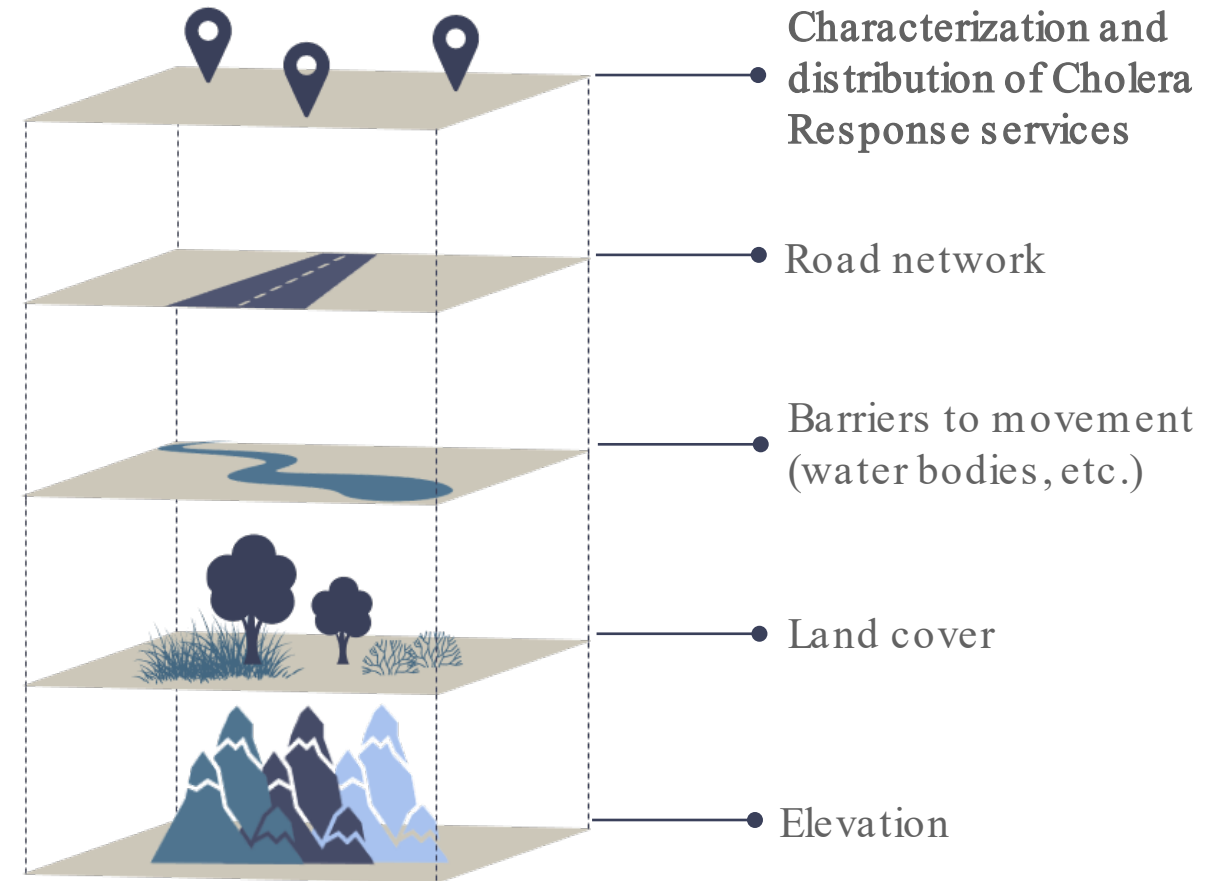 Characterization and
distribution of Cholera
Response services
Road network
Barriers to movement
(water bodies, etc.)
Land cover
Elevation